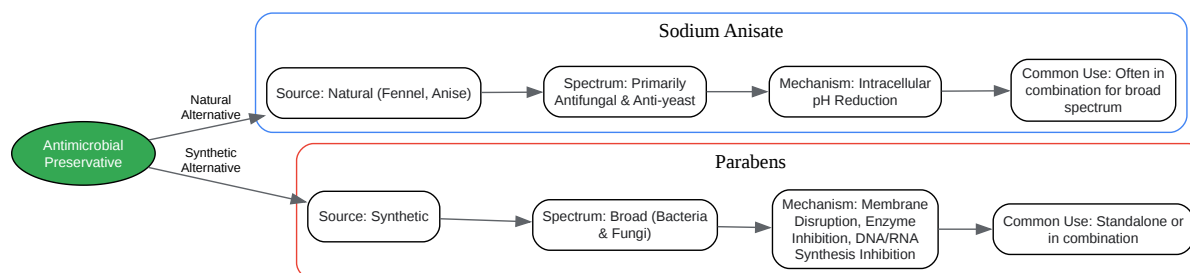 Sodium Anisate
Source: Natural (Fennel, Anise)
Spectrum: Primarily
Antifungal & Anti-yeast
Mechanism: Intracellular
pH Reduction
Common Use: Often in
combination for broad
spectrum
Natural
Alternative
Antimicrobial
Preservative
Synthetic
Alternative
Parabens
Source: Synthetic
Spectrum: Broad (Bacteria
& Fungi)
Mechanism: Membrane
Disruption, Enzyme
Inhibition, DNA/RNA
Synthesis Inhibition
Common Use: Standalone or
in combination